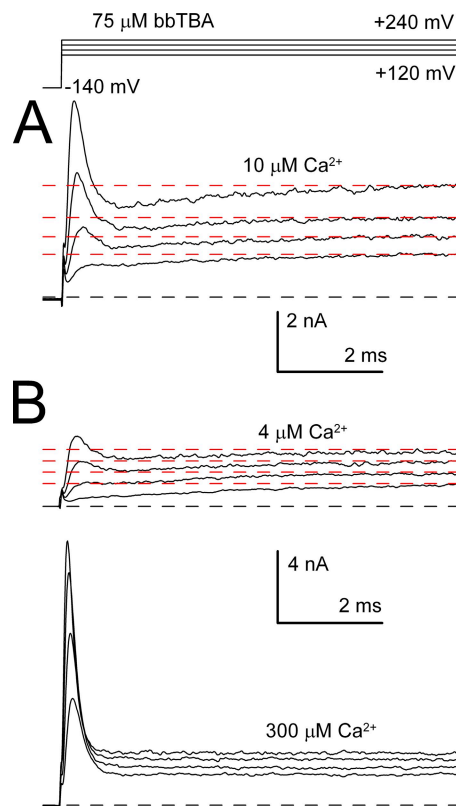 75 μM bbTBA
+240 mV
+120 mV
-140 mV
A
10 μM Ca²⁺
2 nA
2 ms
B
4 μM Ca²⁺
4 nA
2 ms
300 μM Ca²⁺